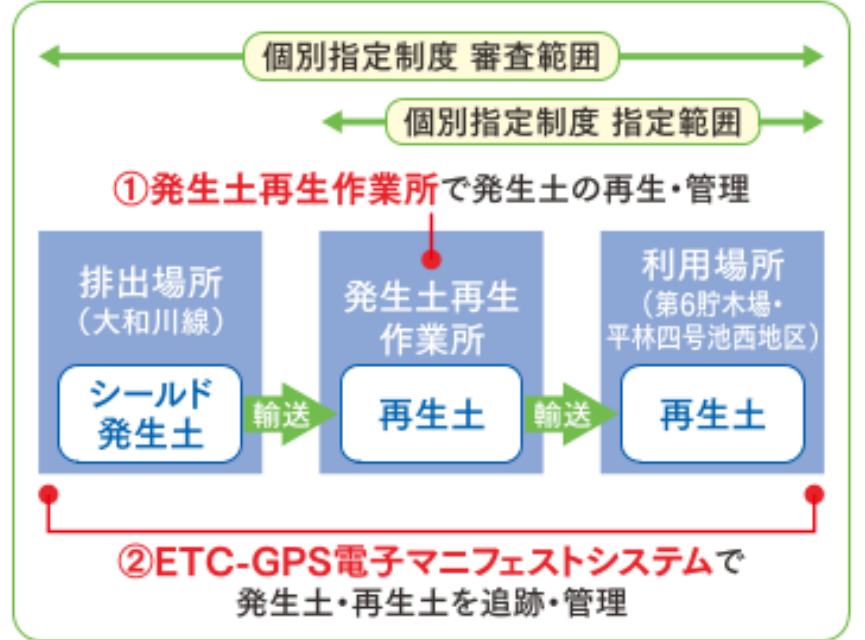 個別指定制度 審査範囲
個別指定制度 指定範囲
①発生土再生作業所で発生土の再生・管理
排出場所
（大和川線）
シールド
発生土
輸送
発生土再生
作業所
再生土
輸送
利用場所
（第6貯木場・
平林四号池西地区）
再生土
②ETC-GPS電子マニフェストシステムで
発生土・再生土を追跡・管理